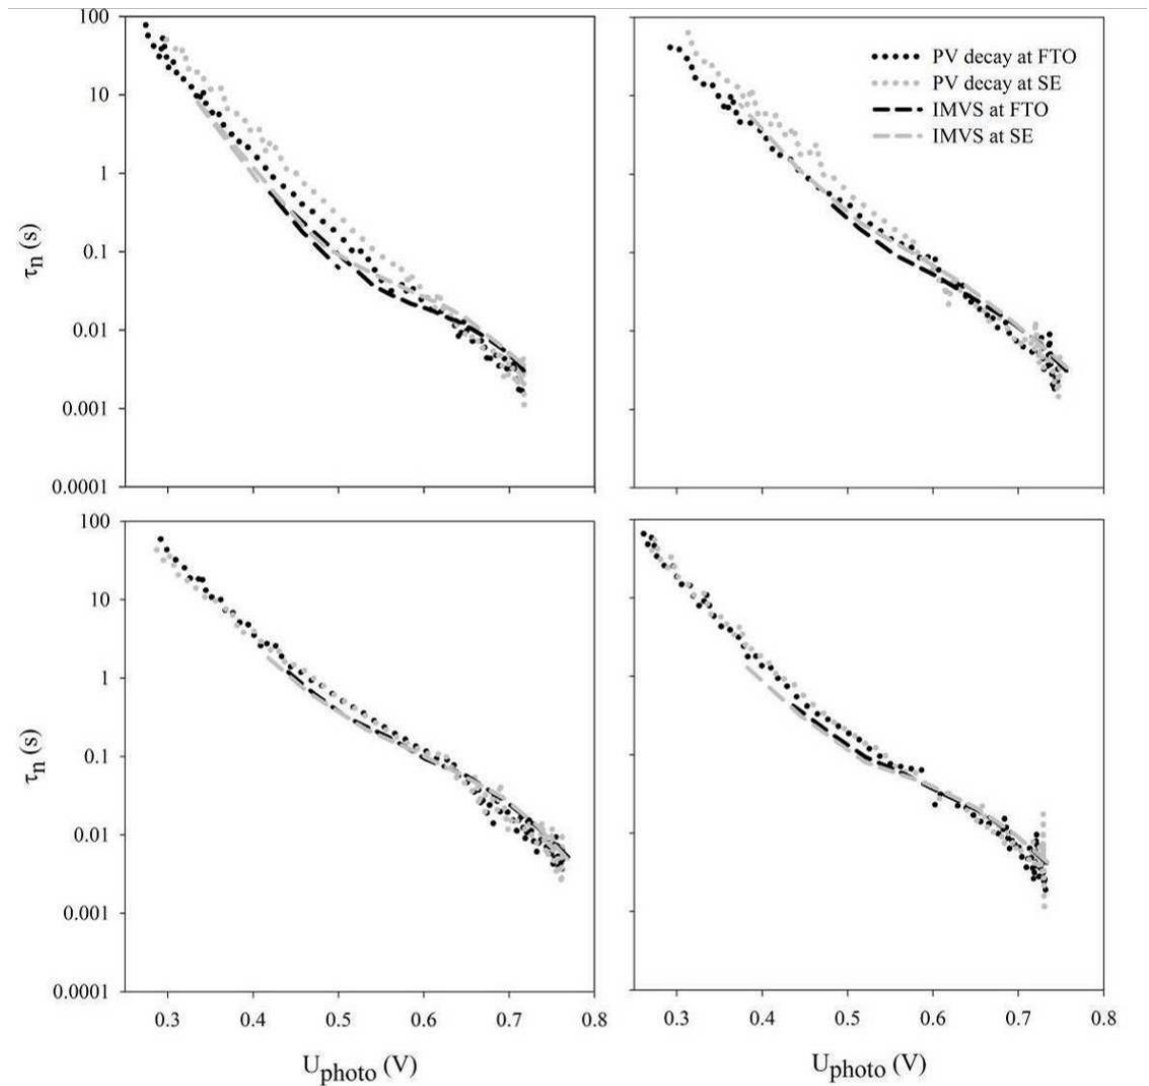 100
10
1
0.1
0.01
0.001
0.0001
τn (s)
PV decay at FTO
PV decay at SE
IMVS at FTO
IMVS at SE
100
10
1
0.1
0.01
0.001
0.0001
τn (s)
0.3 0.4 0.5 0.6 0.7 0.8
0.3 0.4 0.5 0.6 0.7 0.8
Uphoto (V)
Uphoto (V)